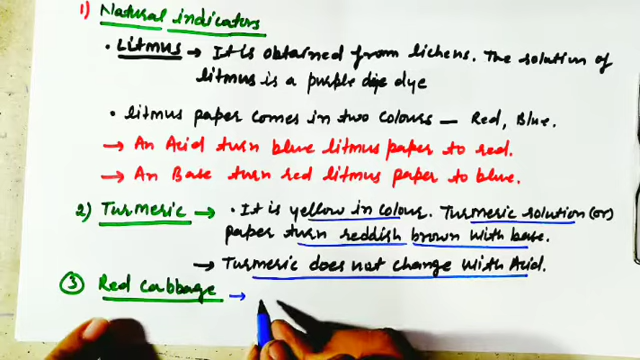 1) Natural indicators
• Litmus → It is obtained from lichens. The solution of
litmus is a purple dye
• litmus paper comes in two colours — Red, Blue.
→ An Acid turn blue litmus paper to red.
→ An Base turn red litmus paper to blue.
2) Turmeric → • It is yellow in colour. Turmeric solution (or)
paper turn reddish brown with base.
→ Turmeric does not change with Acid.
③ Red cabbage →